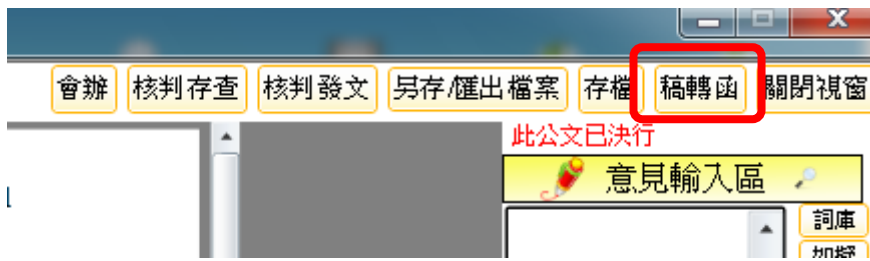 會辦 核判存查 核判發文 另存/匯出檔案 存檔 稿轉函 關閉視窗
此公文已決行
意見輸入區
詞庫
如擬